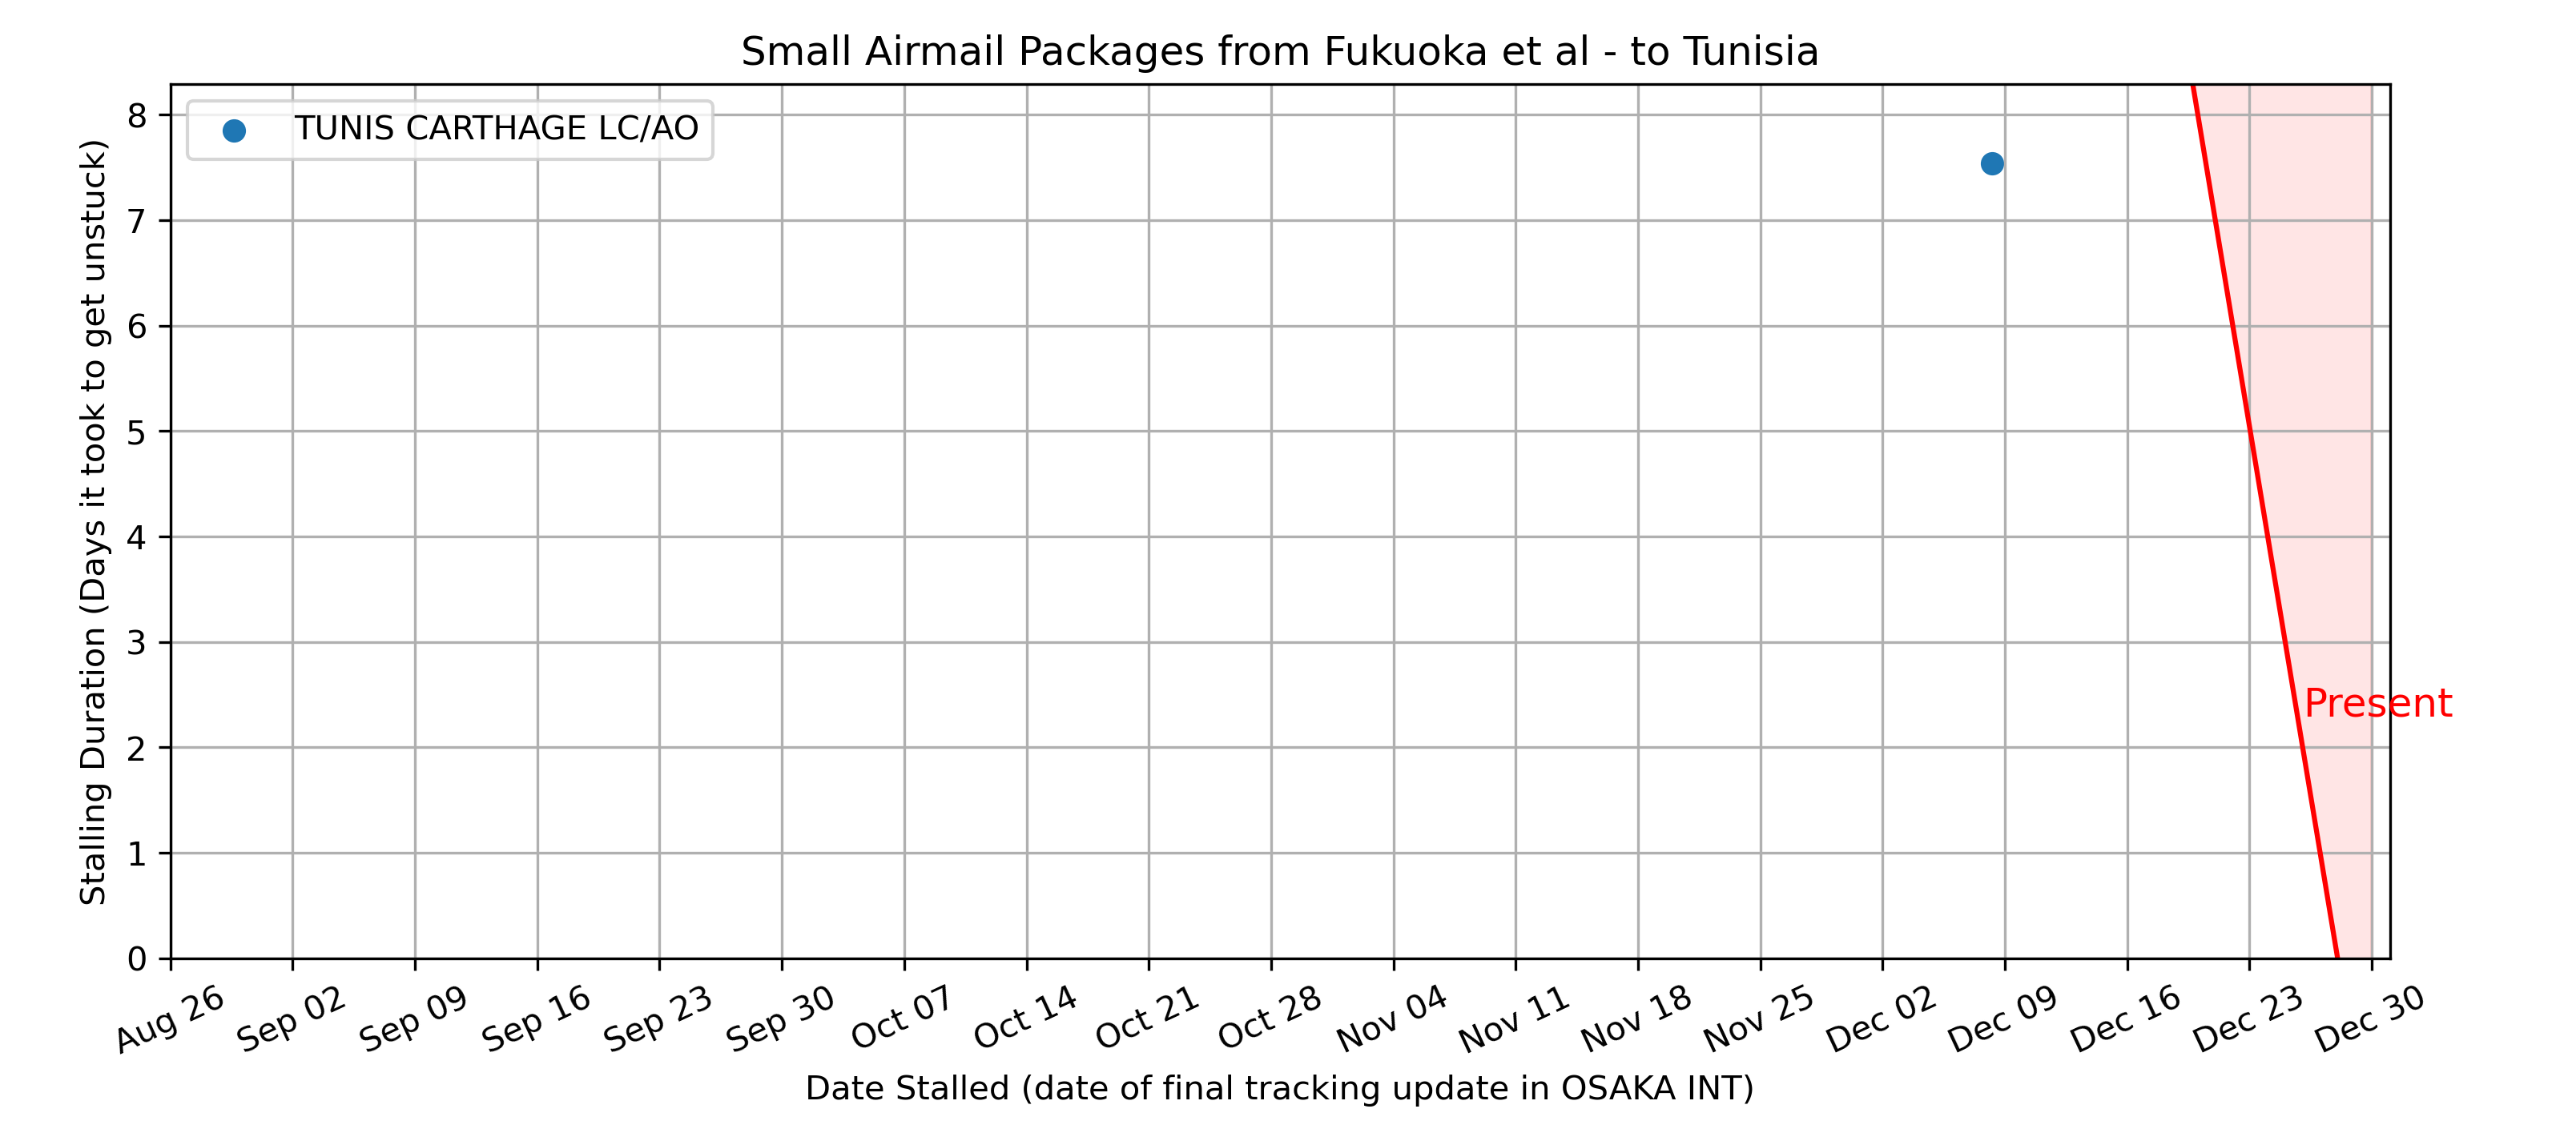 Small Airmail Packages from Fukuoka et al - to Tunisia
TUNIS CARTHAGE LC/AO
Stalling Duration (Days it took to get unstuck)
8
7
6
5
4
3
2
1
0
Present
Aug 26
Sep 02
Sep 09
Sep 16
Sep 23
Sep 30
Oct 07
Oct 14
Oct 21
Oct 28
Nov 04
Nov 11
Nov 18
Nov 25
Dec 02
Dec 09
Dec 16
Dec 23
Dec 30
Date Stalled (date of final tracking update in OSAKA INT)